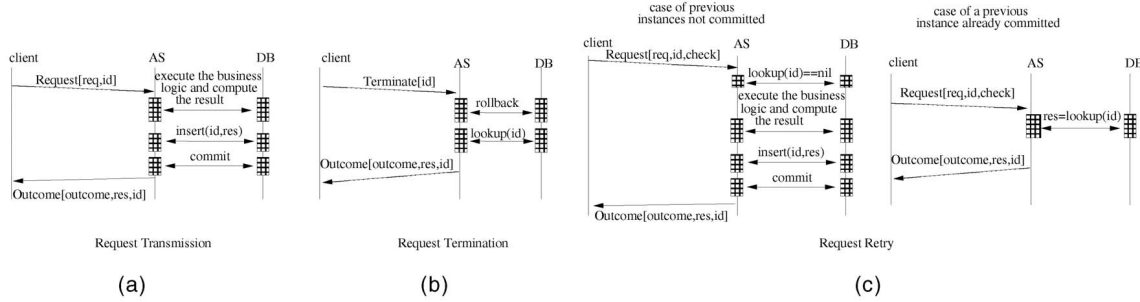 client
AS
DB
Request[req,id]
execute the business
logic and compute
the result
insert(id,res)
commit
Outcome[outcome,res,id]
Request Transmission
(a)
client
AS
DB
Terminate[id]
rollback
lookup(id)
Outcome[outcome,res,id]
Request Termination
(b)
case of previous
instances not committed
client
AS
DB
Request[req,id,check]
lookup(id)==nil
execute the business
logic and compute
the result
insert(id,res)
commit
Outcome[outcome,res,id]
case of a previous
instance already committed
client
AS
DB
Request[req,id,check]
res=lookup(id)
Outcome[outcome,res,id]
Request Retry
(c)